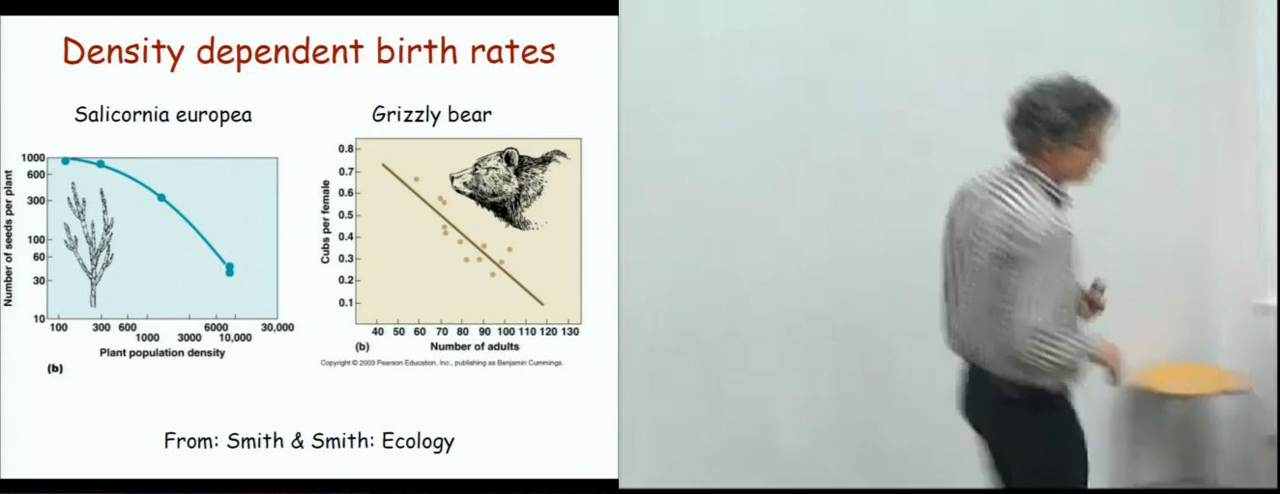 Density dependent birth rates
Salicornia europea
Grizzly bear
Number of seeds per plant
1000
600
300
100
60
30
10
100
300
600
1000
3000
6000
10,000
30,000
Plant population density
(b)
Cubs per female
0.8
0.7
0.6
0.5
0.4
0.3
0.2
0.1
40 50 60 70 80 90 100 110 120 130
(b)
Number of adults
Copyright © 2003 Pearson Education, Inc., publishing as Benjamin Cummings.
From: Smith & Smith: Ecology